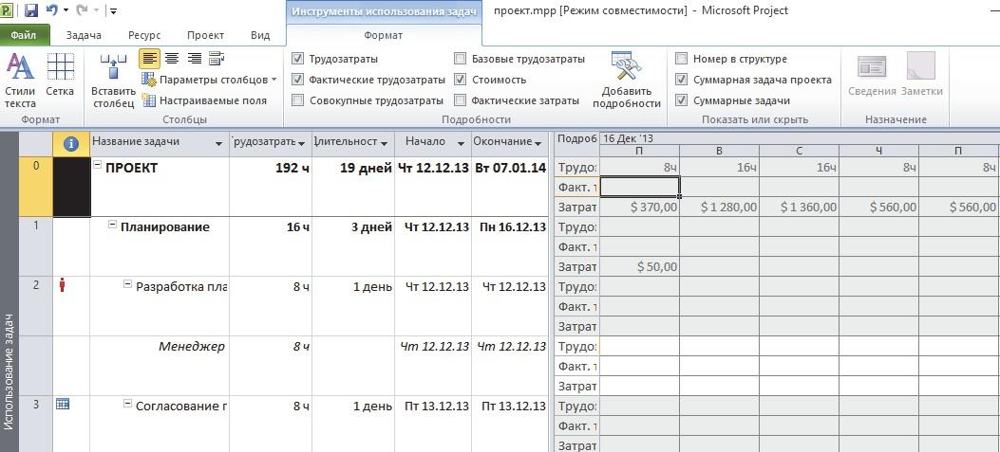 Инструменты использования задач
проект.mpp [Режим совместимости] - Microsoft Project
Файл Задача Ресурс Проект Вид Формат
Стили текста
Сетка
Формат
Вставить столбец
Параметры столбцов
Настраиваемые поля
Столбцы
Трудозатраты
Фактические трудозатраты
Совокупные трудозатраты
Базовые трудозатраты
Стоимость
Фактические затраты
Добавить подробности
Подробности
Номер в структуре
Суммарная задача проекта
Суммарные задачи
Показать или скрыть
Сведения Заметки
Назначение
Использование задач
Название задачи рудозатрат длительност Начало Окончание Подроб 16 Дек '13
П В С Ч П
0 ПРОЕКТ 192 ч 19 дней Чт 12.12.13 Вт 07.01.14 Трудо: 8ч 16ч 16ч 8ч 8ч
Факт. т
Затрат $ 370,00 $ 1 280,00 $ 1 360,00 $ 560,00 $ 560,00
1 Планирование 16 ч 3 дней Чт 12.12.13 Пн 16.12.13 Трудо:
Факт. т
Затрат $ 50,00
2 Разработка пла 8 ч 1 день Чт 12.12.13 Чт 12.12.13 Трудо:
Факт. т
Затрат
Менеджер 8 ч Чт 12.12.13 Чт 12.12.13 Трудо:
Факт. т
Затрат
3 Согласование г 8 ч 1 день Пт 13.12.13 Пт 13.12.13 Трудо:
Факт. т
Затрат